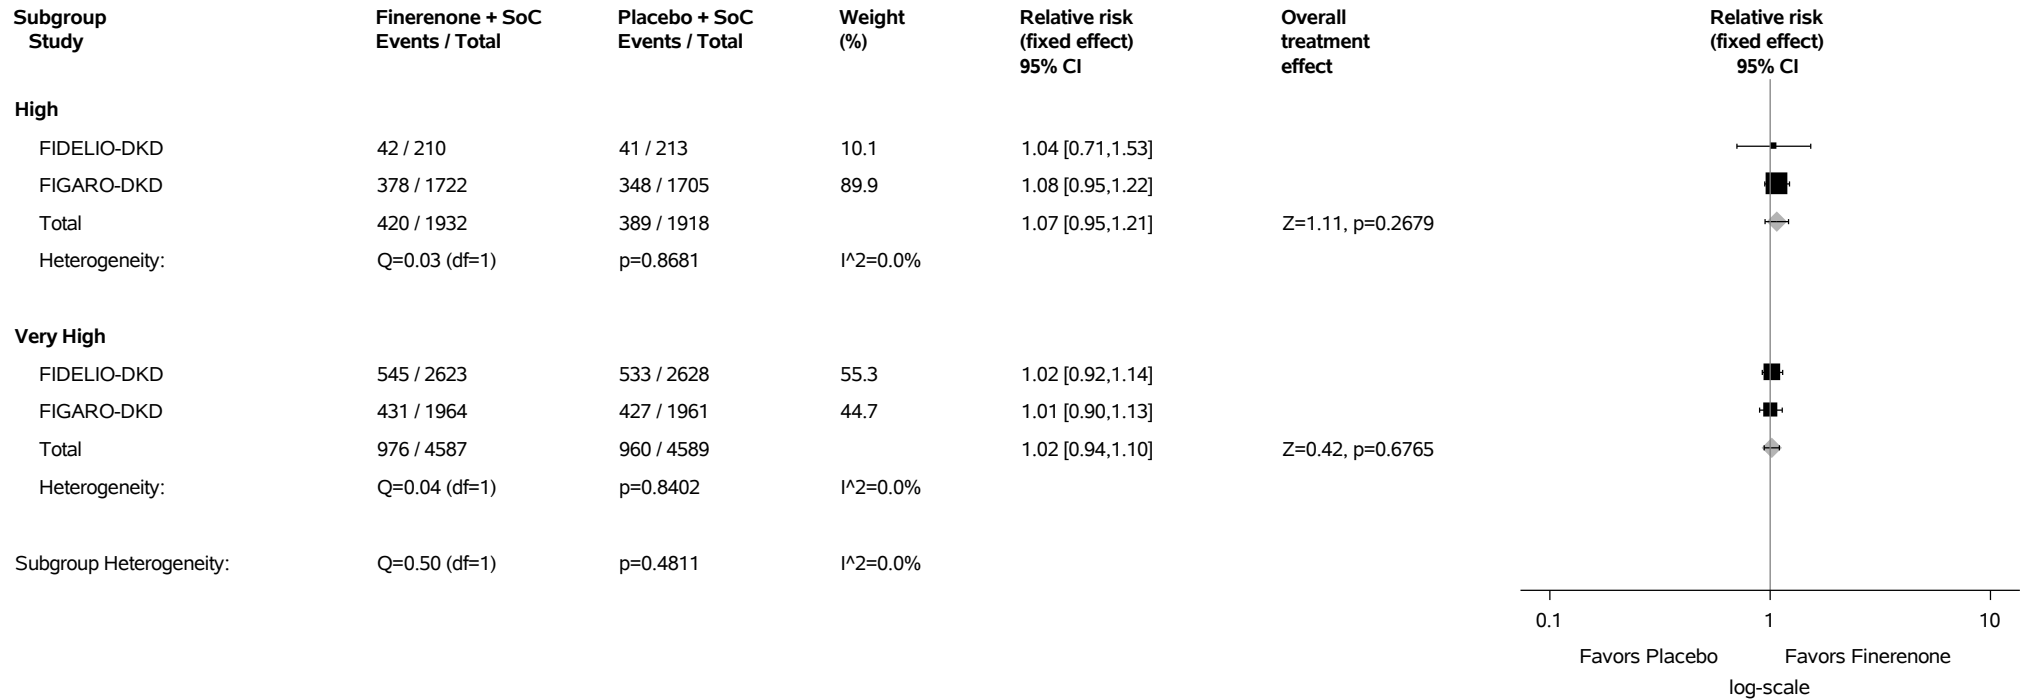 Subgroup Finerenone + SoC Placebo + SoC Weight Relative risk Overall Relative risk
Study Events / Total Events / Total (%) (fixed effect) treatment (fixed effect)
95% CI effect 95% CI
High
FIDELIO-DKD 42 / 210 41 / 213 10.1 1.04 [0.71,1.53]
FIGARO-DKD 378 / 1722 348 / 1705 89.9 1.08 [0.95,1.22]
Total 420 / 1932 389 / 1918 1.07 [0.95,1.21] Z=1.11, p=0.2679
Heterogeneity: Q=0.03 (df=1) p=0.8681 I^2=0.0%
Very High
FIDELIO-DKD 545 / 2623 533 / 2628 55.3 1.02 [0.92,1.14]
FIGARO-DKD 431 / 1964 427 / 1961 44.7 1.01 [0.90,1.13]
Total 976 / 4587 960 / 4589 1.02 [0.94,1.10] Z=0.42, p=0.6765
Heterogeneity: Q=0.04 (df=1) p=0.8402 I^2=0.0%
Subgroup Heterogeneity: Q=0.50 (df=1) p=0.4811 I^2=0.0%
0.1 1 10
Favors Placebo Favors Finerenone
log-scale